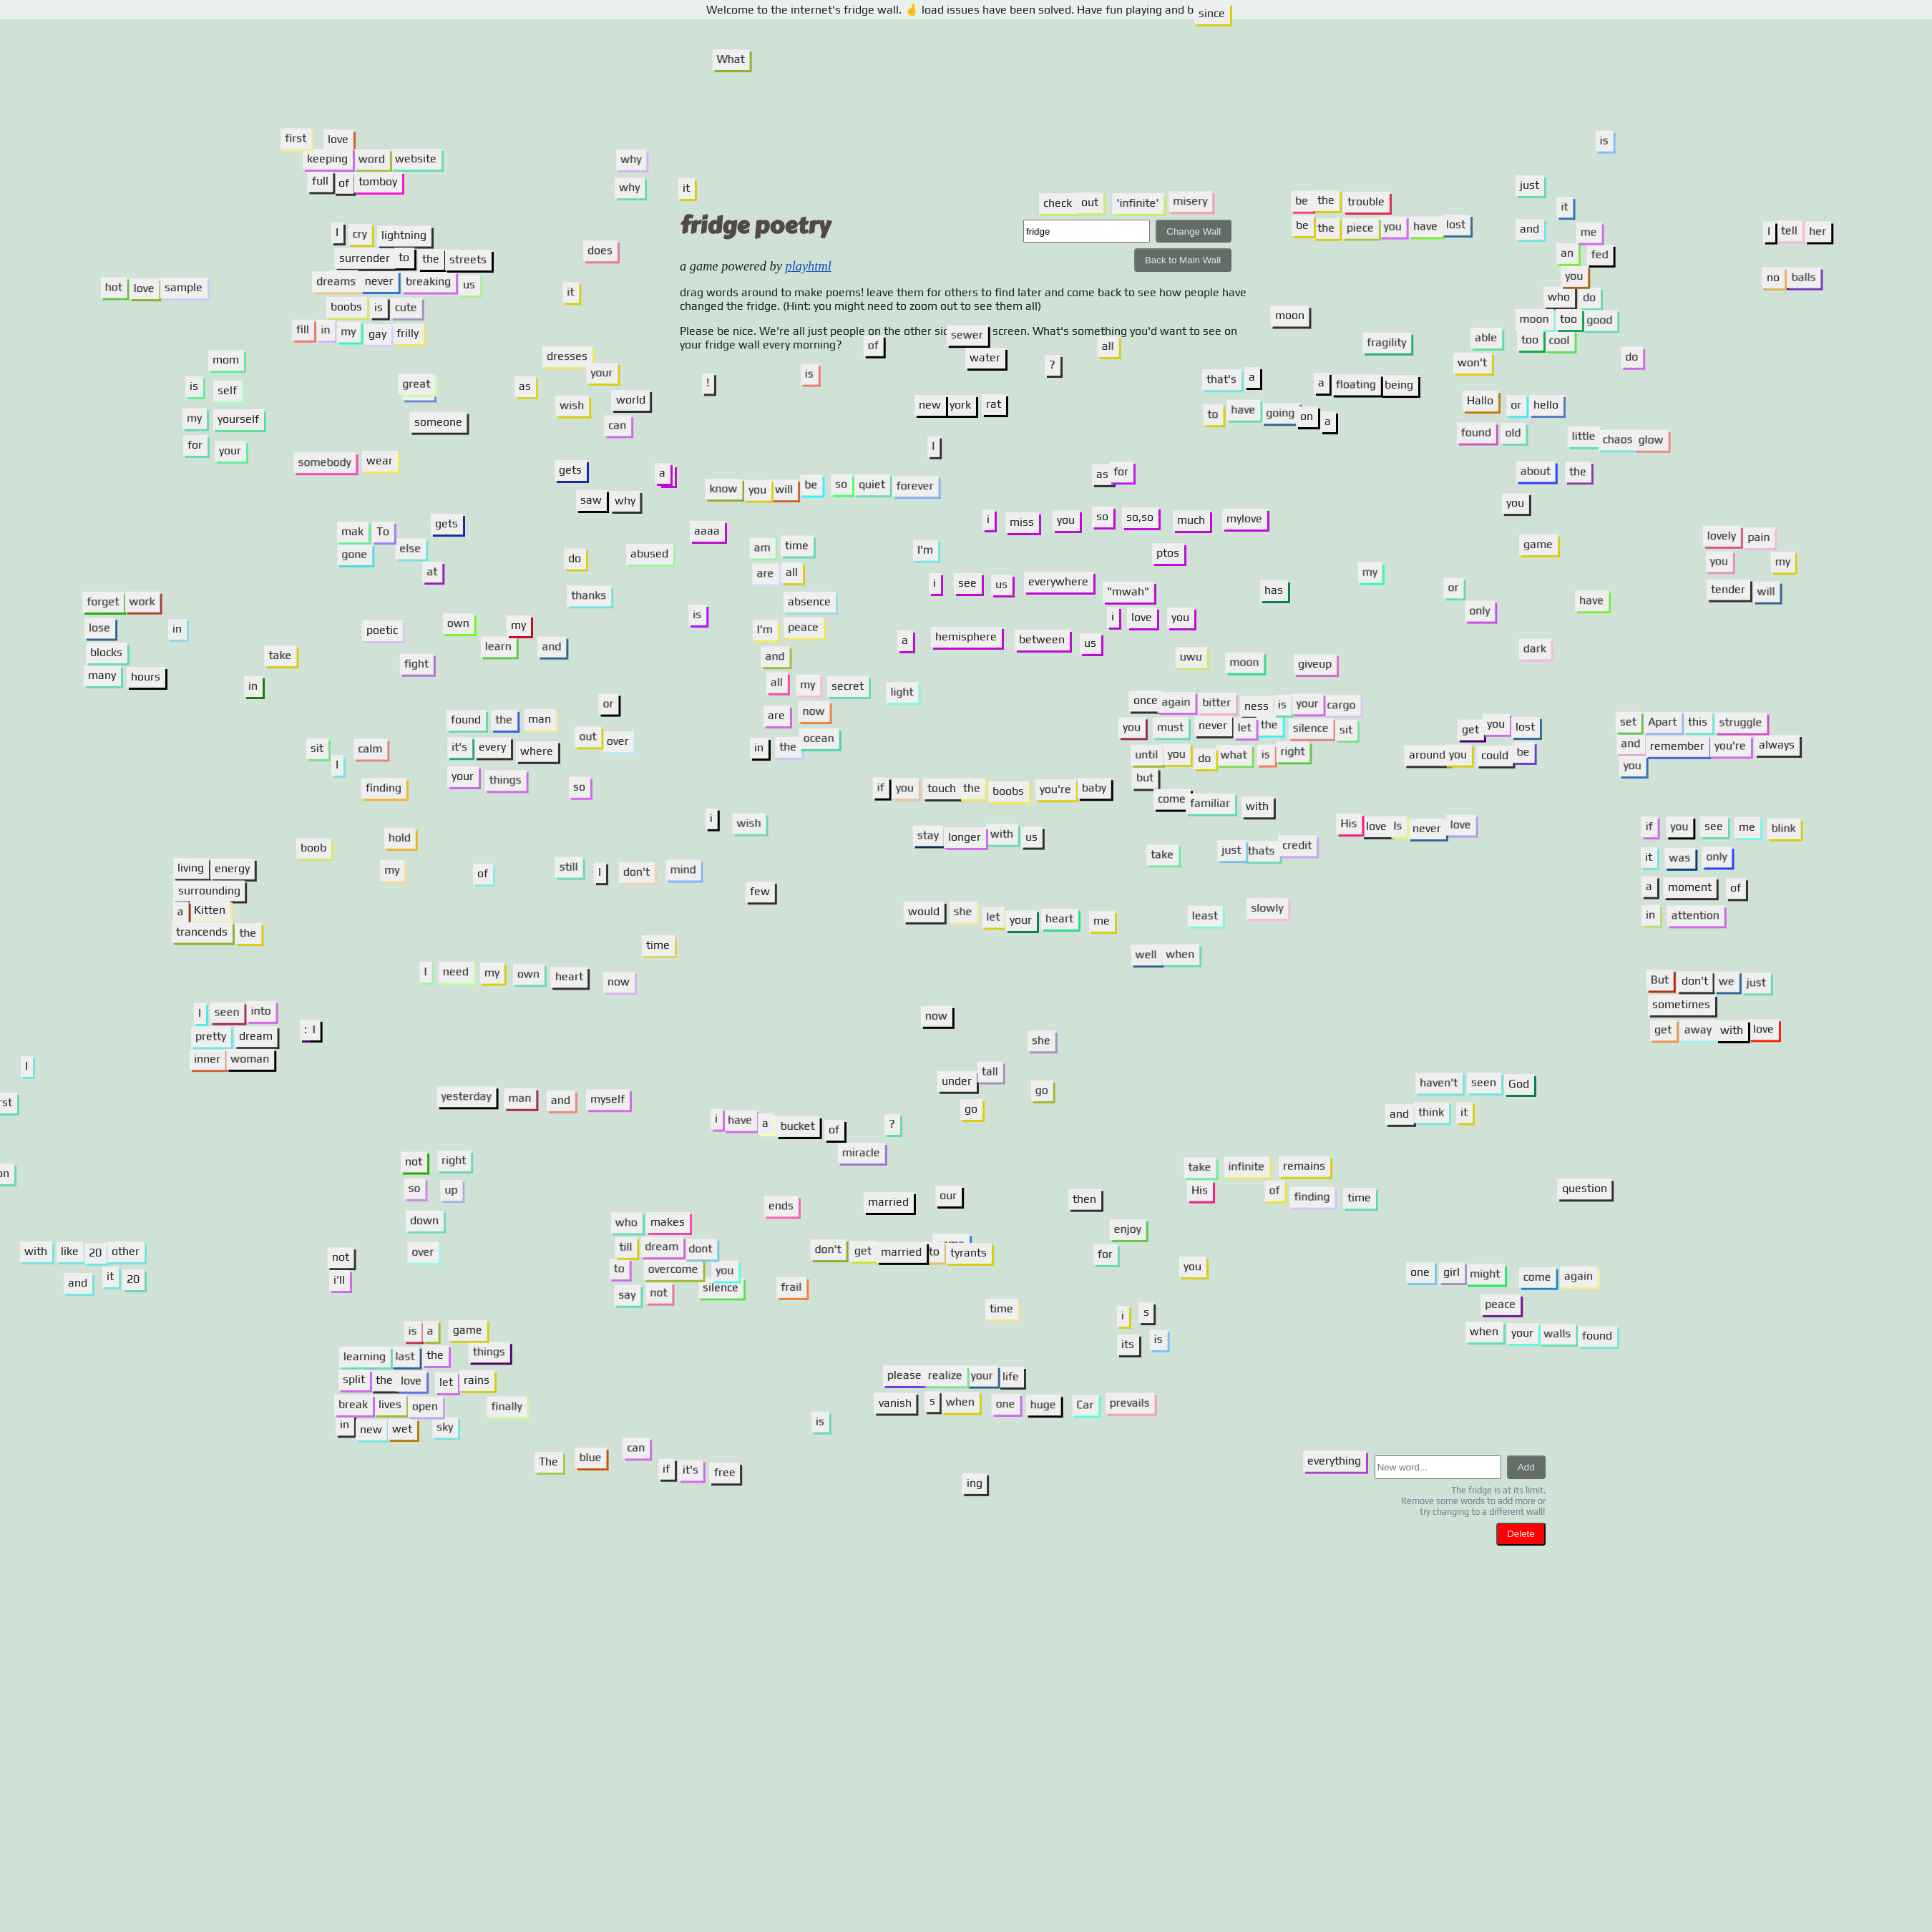 Welcome to the internet's fridge wall. 🤞 load issues have been solved. Have fun playing and b
since
What
first love
keeping word website
full of tomboy
why
why
it
is
just
it
and
me
an fed
you
who do
moon too good
too cool
check out 'infinite' misery
be the trouble
be the piece you have lost
I tell her
no balls
fridge poetry
fridge
Change Wall
Back to Main Wall
a game powered by playhtml
drag words around to make poems! leave them for others to find later and come back to see how people have
changed the fridge. (Hint: you might need to zoom out to see them all)
Please be nice. We're all just people on the other sid screen. What's something you'd want to see on
your fridge wall every morning?
I cry lightning
surrender to the streets
dreams never breaking us
boobs is cute
fill in my gay frilly
does
it
hot love sample
moon
sewer
of
water
?
all
fragility
able
won't
do
mom
is self
my yourself
for your
great
someone
somebody wear
dresses
your
as
wish world
can
!
is
new york rat
I
that's a
a floating being
to have going on a
Hallo or hello
found old
little chaos glow
about the
you
gets
a
saw why
know you will be so quiet forever
as for
i miss you so so,so much mylove
ptos
mak To gets
gone else
at
do
abused
aaaa
thanks
is
am time
are all
absence
I'm peace
and
all my secret light
are now
in the ocean
I'm
i see us everywhere "mwah"
i love you
a hemisphere between us
has
my
or
only
game
have
dark
lovely pain
you my
tender will
forget work
lose in
blocks
many hours
take
in
poetic
own my
learn and
fight
uwu moon giveup
once again bitter ness is your cargo
you must never let the silence sit
until you do what is right
but
come familiar with
get you lost
around you could be
set Apart this struggle
and remember you're always
you
or
found the man
out over
it's every where
your things
so
sit calm
I
finding
if you touch the boobs you're baby
i wish
stay longer with us
take
just thats credit
His love Is never love
if you see me blink
it was only
a moment of
in attention
boob
hold
my
of
still I don't mind
few
living energy
surrounding
a Kitten
trancends the
would she let your heart me
least
slowly
time
well when
I need my own heart now
But don't we just
sometimes
get away with love
I seen into
pretty dream
inner woman
: I
now
she
under tall
go
go
I
rst
on
haven't seen God
and think it
yesterday man and myself
i have a bucket of ?
miracle
not right
so up
down
over
not
i'll
take infinite remains
His of finding time
question
ends
married our
then
enjoy
for
you
who makes
till dream dont
to overcome you
say not silence
don't get married to tyrants
frail
with like 20 other
and it 20
one girl might come again
peace
when your walls found
time
i s
its is
is a game
learning last the things
split the love let rains
break lives open finally
in new wet sky
please realize your life
vanish s when one huge Car prevails
is
The blue can
if it's free
ing
everything
New word...
Add
The fridge is at its limit.
Remove some words to add more or
try changing to a different wall!
Delete